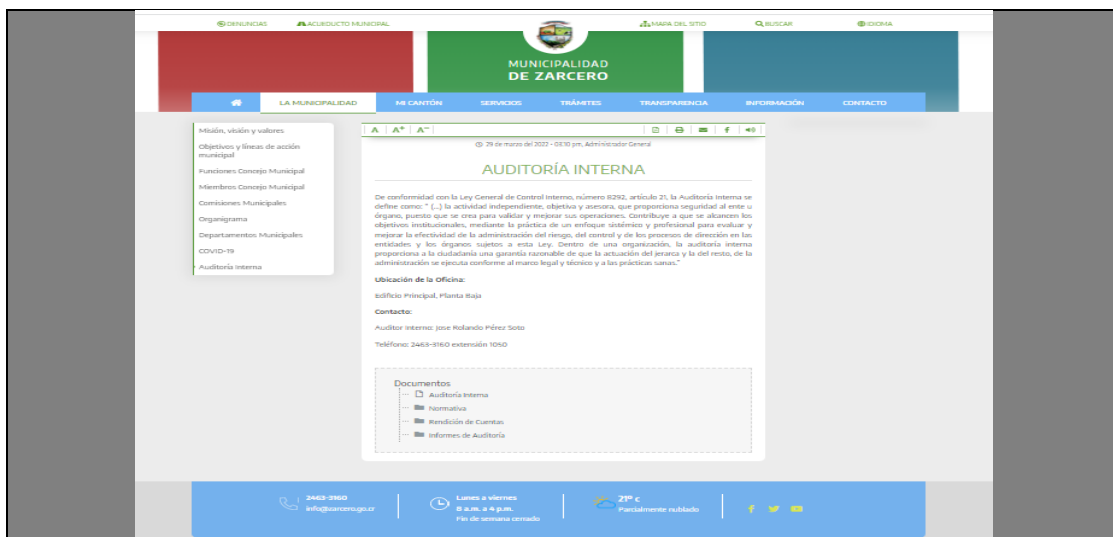 DENUNCIAS
ACUEDUCTO MUNICIPAL
MAPA DEL SITIO
BUSCAR
IDIOMA
MUNICIPALIDAD
DE ZARCERO
LA MUNICIPALIDAD
MI CANTÓN
SERVICIOS
TRÁMITES
TRANSPARENCIA
INFORMACIÓN
CONTACTO
Misión, visión y valores
Objetivos y líneas de acción
municipal
Funciones Concejo Municipal
Miembros Concejo Municipal
Comisiones Municipales
Organigrama
Departamentos Municipales
COVID-19
Auditoría Interna
A A+ A-
29 de marzo del 2022 - 03:10 pm, Administrador General
AUDITORÍA INTERNA
De conformidad con la Ley General de Control Interno, número 8292, artículo 21, la Auditoría Interna se
define como: " (...) la actividad independiente, objetiva y asesora, que proporciona seguridad al ente u
órgano, puesto que se crea para validar y mejorar sus operaciones. Contribuye a que se alcancen los
objetivos institucionales, mediante la práctica de un enfoque sistémico y profesional para evaluar y
mejorar la efectividad de la administración del riesgo, del control y de los procesos de dirección en las
entidades y los órganos sujetos a esta Ley. Dentro de una organización, la auditoría interna
proporciona a la ciudadanía una garantía razonable de que la actuación del jerarca y la del resto, de la
administración se ejecuta conforme al marco legal y técnico y a las prácticas sanas."
Ubicación de la Oficina:
Edificio Principal, Planta Baja
Contacto:
Auditor Interno: Jose Rolando Pérez Soto
Teléfono: 2463-3160 extensión 1050
Documentos
Auditoría Interna
Normativa
Rendición de Cuentas
Informes de Auditoría
2463-3160
info@zarcero.go.cr
Lunes a viernes
8 a.m. a 4 p.m.
Fin de semana cerrado
21º c
Parcialmente nublado